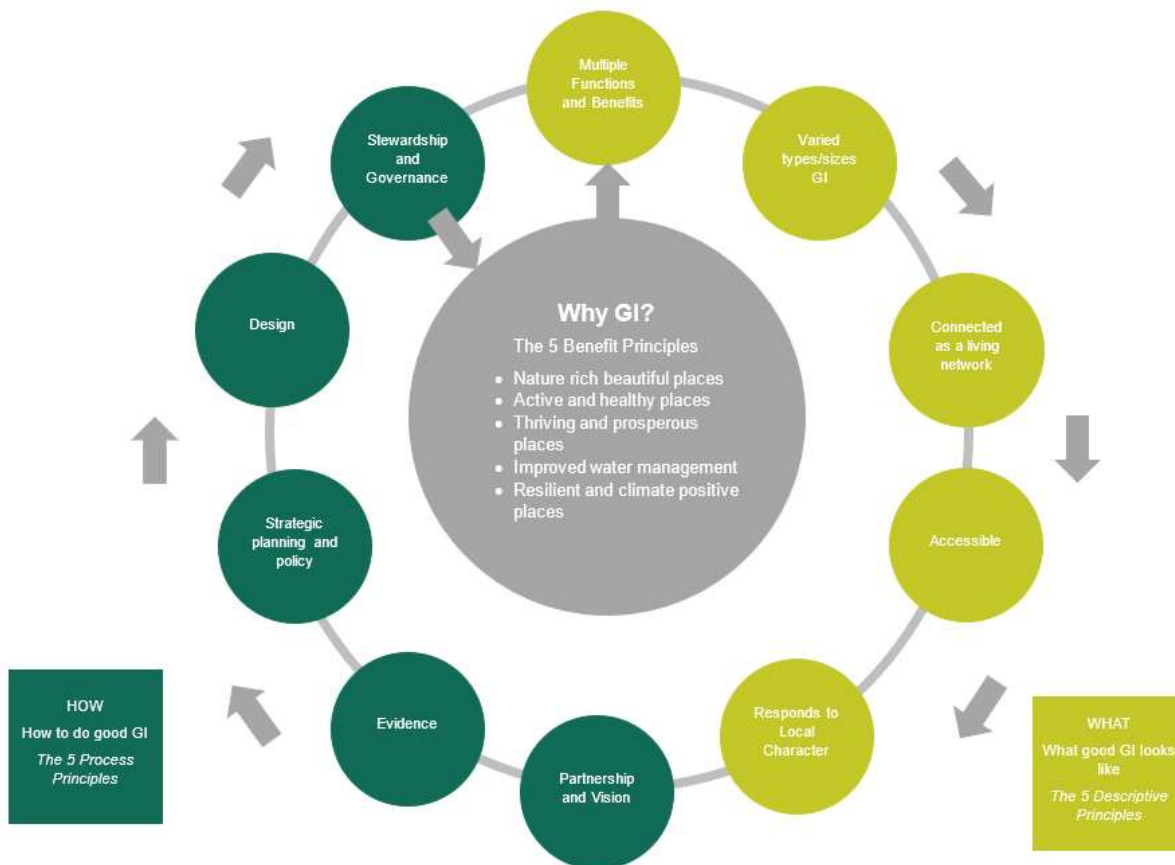 Multiple
Functions
and Benefits
Stewardship
and
Governance
Varied
types/sizes
GI
Design
Connected
as a living
network
Why GI?
The 5 Benefit Principles
• Nature rich beautiful places
• Active and healthy places
• Thriving and prosperous
places
• Improved water management
• Resilient and climate positive
places
Strategic
planning and
policy
Accessible
Evidence
Partnership
and Vision
Responds to
Local
Character
HOW
How to do good GI
The 5 Process
Principles
WHAT
What good GI looks
like
The 5 Descriptive
Principles